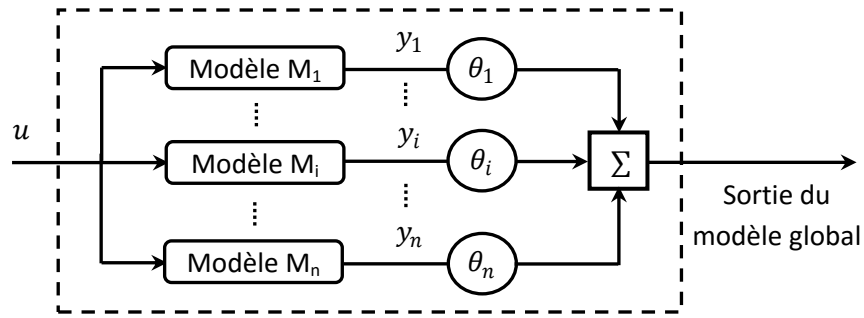 y₁
Modèle M₁
θ₁
u
yᵢ
Modèle Mᵢ
θᵢ
Σ
Sortie du
modèle global
yₙ
Modèle Mₙ
θₙ